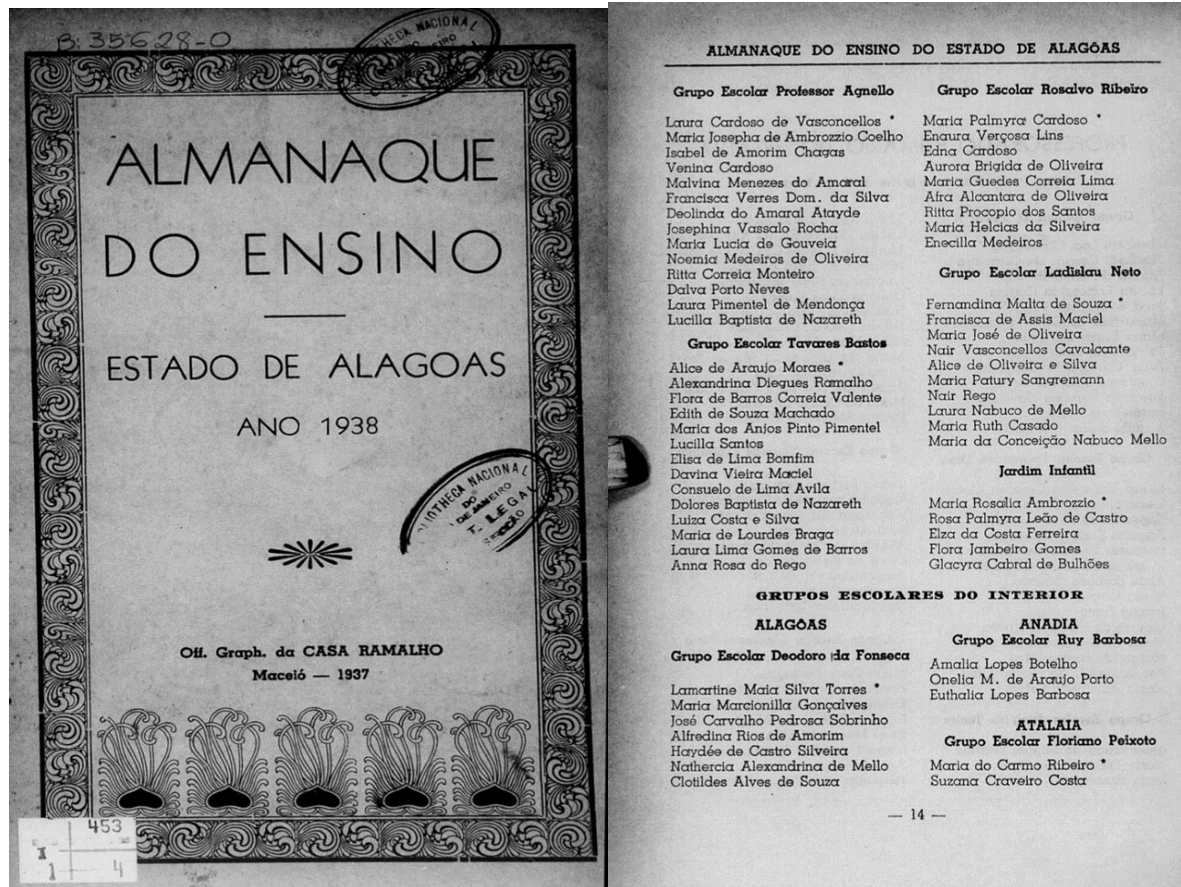 B: 35628-0
ALMANAQUE
DO ENSINO
ESTADO DE ALAGOAS
ANO 1938
BIBLIOTHECA NACIONAL
DO
RIO DE JANEIRO
Off. Graph. da CASA RAMALHO
Maceió — 1937
453
I
1 4
ALMANAQUE DO ENSINO DO ESTADO DE ALAGÔAS
Grupo Escolar Professor Agnello
Laura Cardoso de Vasconcellos *
Maria Josepha de Ambrozzio Coelho
Isabel de Amorim Chagas
Venina Cardoso
Malvina Menezes do Amaral
Francisca Verres Dom. da Silva
Deolinda do Amaral Atayde
Josephina Vassalo Rocha
Maria Lucia de Gouveia
Noemia Medeiros de Oliveira
Ritta Correia Monteiro
Dalva Porto Neves
Laura Pimentel de Mendonça
Lucilla Baptista de Nazareth
Grupo Escolar Tavares Bastos
Alice de Araujo Moraes *
Alexandrina Diegues Ramalho
Flora de Barros Correia Valente
Edith de Souza Machado
Maria dos Anjos Pinto Pimentel
Lucilla Santos
Elisa de Lima Bomfim
Davina Vieira Maciel
Consuelo de Lima Avila
Dolores Baptista de Nazareth
Luiza Costa e Silva
Maria de Lourdes Braga
Laura Lima Gomes de Barros
Anna Rosa do Rego
Grupo Escolar Rosalvo Ribeiro
Maria Palmyra Cardoso *
Enaura Verçosa Lins
Edna Cardoso
Aurora Brigida de Oliveira
Maria Guedes Correia Lima
Afra Alcantara de Oliveira
Ritta Procopio dos Santos
Maria Helcias da Silveira
Enecilla Medeiros
Grupo Escolar Ladislau Neto
Fernandina Malta de Souza *
Francisca de Assis Maciel
Maria José de Oliveira
Nair Vasconcellos Cavalcante
Alice de Oliveira e Silva
Maria Patury Sangremann
Nair Rego
Laura Nabuco de Mello
Maria Ruth Casado
Maria da Conceição Nabuco Mello
Jardim Infantil
Maria Rosalia Ambrozzio *
Rosa Palmyra Leão de Castro
Elza da Costa Ferreira
Flora Jambeiro Gomes
Glacyra Cabral de Bulhões
GRUPOS ESCOLARES DO INTERIOR
ALAGÔAS
Grupo Escolar Deodoro da Fonseca
Lamartine Maia Silva Torres *
Maria Marcionilla Gonçalves
José Carvalho Pedrosa Sobrinho
Alfredina Rios de Amorim
Haydée de Castro Silveira
Nathercia Alexandrina de Mello
Clotildes Alves de Souza
ANADIA
Grupo Escolar Ruy Barbosa
Amalia Lopes Botelho
Onelia M. de Araujo Porto
Euthalia Lopes Barbosa
ATALAIA
Grupo Escolar Floriano Peixoto
Maria do Carmo Ribeiro *
Suzana Craveiro Costa
— 14 —